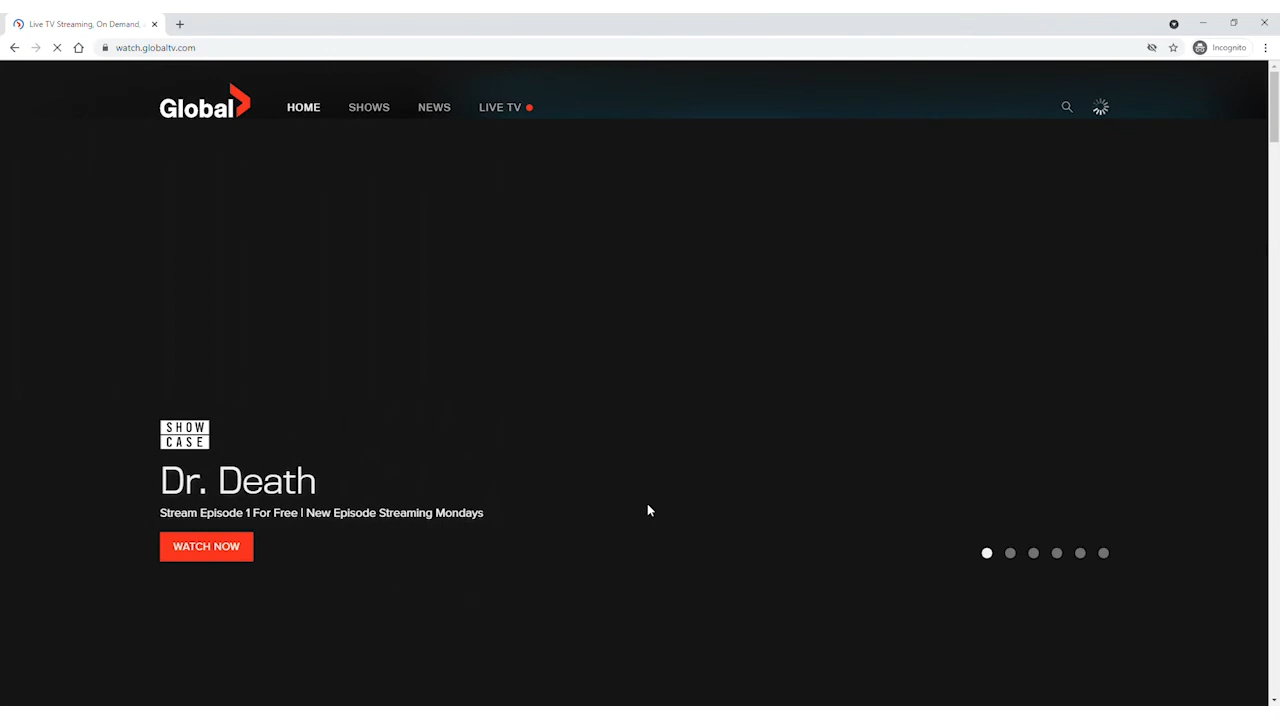 Live TV Streaming, On Demand.
watch.globaltv.com
Incognito
Global
HOME
SHOWS
NEWS
LIVE TV
SHOW
CASE
Dr. Death
Stream Episode 1 For Free | New Episode Streaming Mondays
WATCH NOW